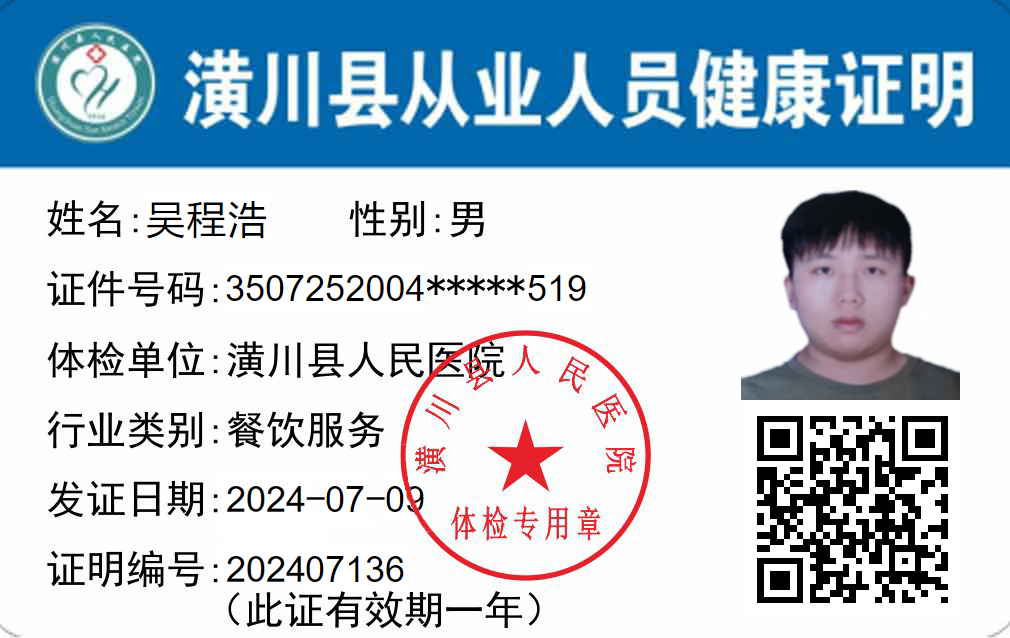 潢川县从业人员健康证明
姓名:吴程浩 性别:男
证件号码:3507252004*****519
体检单位:潢川县人民医院
行业类别:餐饮服务
发证日期:2024-07-09
证明编号:202407136
（此证有效期一年）
潢川县人民医院
体检专用章